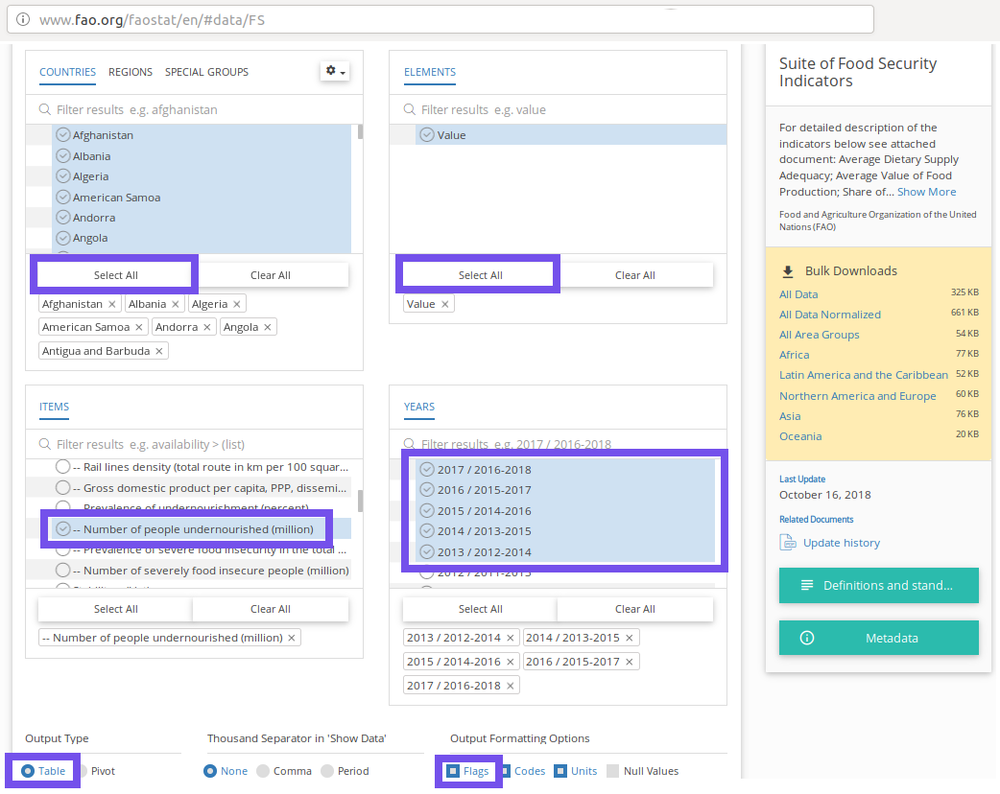 www.fao.org/faostat/en/#data/FS
COUNTRIES REGIONS SPECIAL GROUPS
Filter results e.g. afghanistan
Afghanistan
Albania
Algeria
American Samoa
Andorra
Angola
Select All Clear All
Afghanistan × Albania × Algeria ×
American Samoa × Andorra × Angola ×
Antigua and Barbuda ×
ELEMENTS
Filter results e.g. value
Value
Select All Clear All
Value ×
ITEMS
Filter results e.g. availability > (list)
-- Rail lines density (total route in km per 100 squar...
-- Gross domestic product per capita, PPP, dissemi...
-- Prevalence of undernourishment (percent)
-- Number of people undernourished (million)
-- Prevalence of severe food insecurity in the total ...
-- Number of severely food insecure people (million)
Select All Clear All
-- Number of people undernourished (million) ×
YEARS
Filter results e.g. 2017 / 2016-2018
2017 / 2016-2018
2016 / 2015-2017
2015 / 2014-2016
2014 / 2013-2015
2013 / 2012-2014
2012 / 2011-2013
Select All Clear All
2013 / 2012-2014 × 2014 / 2013-2015 ×
2015 / 2014-2016 × 2016 / 2015-2017 ×
2017 / 2016-2018 ×
Output Type
Table Pivot
Thousand Separator in 'Show Data'
None Comma Period
Output Formatting Options
Flags Codes Units Null Values
Suite of Food Security
Indicators
For detailed description of the
indicators below see attached
document: Average Dietary Supply
Adequacy; Average Value of Food
Production; Share of... Show More
Food and Agriculture Organization of the United
Nations (FAO)
Bulk Downloads
All Data 325 KB
All Data Normalized 661 KB
All Area Groups 54 KB
Africa 77 KB
Latin America and the Caribbean 52 KB
Northern America and Europe 60 KB
Asia 76 KB
Oceania 20 KB
Last Update
October 16, 2018
Related Documents
Update history
Definitions and stand...
Metadata